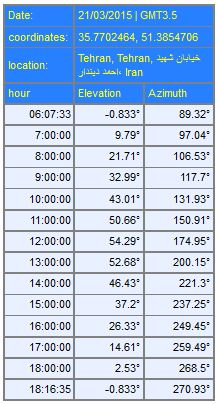 Date: 21/03/2015 | GMT3.5
coordinates: 35.7702464, 51.3854706
location: Tehran, Tehran, خیابان شهید
احمد دیندار، Iran
hour Elevation Azimuth
06:07:33 -0.833° 89.32°
7:00:00 9.79° 97.04°
8:00:00 21.71° 106.53°
9:00:00 32.99° 117.7°
10:00:00 43.01° 131.93°
11:00:00 50.66° 150.91°
12:00:00 54.29° 174.95°
13:00:00 52.68° 200.15°
14:00:00 46.43° 221.3°
15:00:00 37.2° 237.25°
16:00:00 26.33° 249.45°
17:00:00 14.61° 259.49°
18:00:00 2.53° 268.5°
18:16:35 -0.833° 270.93°